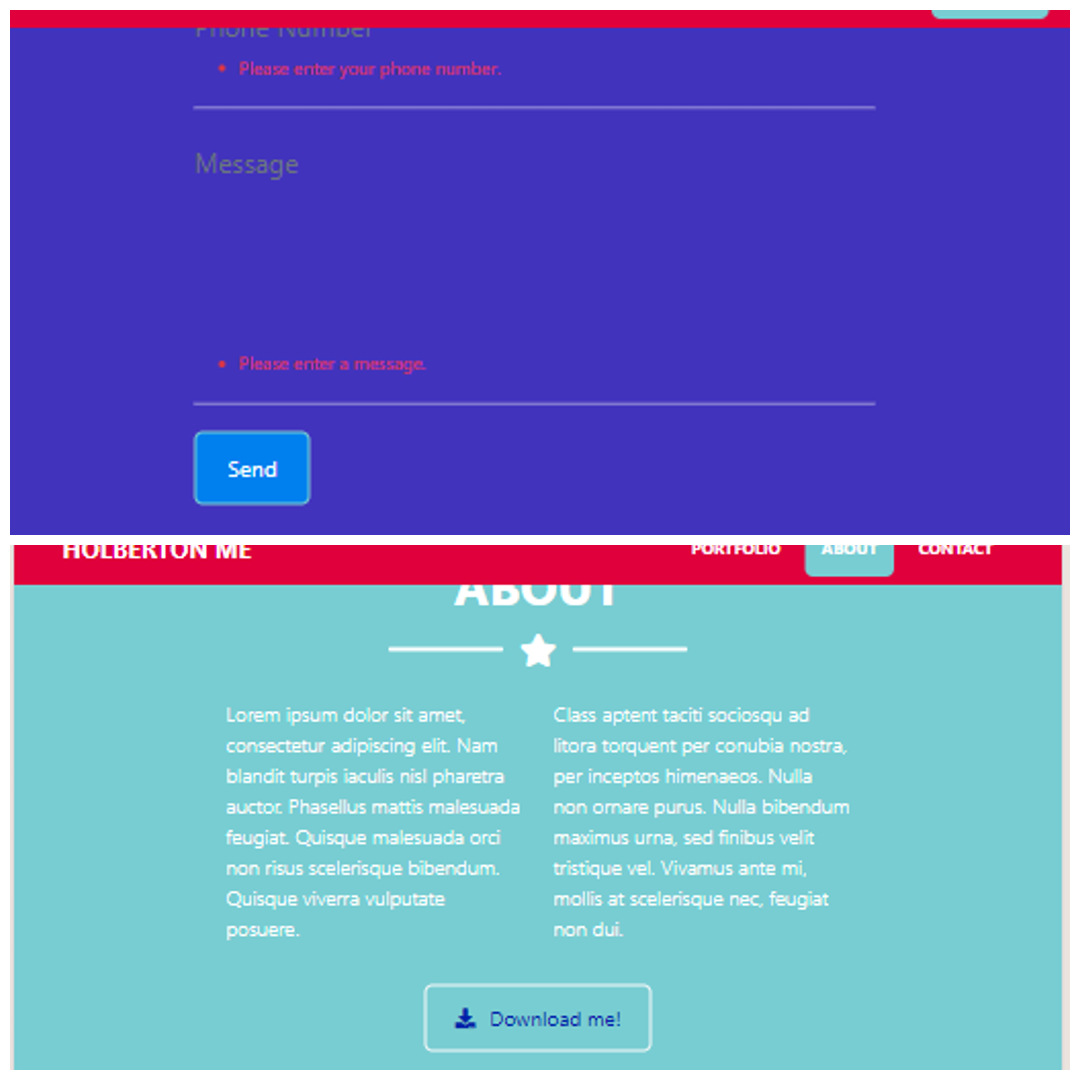 Phone Number
Please enter your phone number.
Message
Please enter a message.
Send
HOLBERTON ME
PORTFOLIO
ABOUT
CONTACT
ABOUT
Lorem ipsum dolor sit amet,
consectetur adipiscing elit. Nam
blandit turpis iaculis nisl pharetra
auctor. Phasellus mattis malesuada
feugiat. Quisque malesuada orci
non risus scelerisque bibendum.
Quisque viverra vulputate
posuere.
Class aptent taciti sociosqu ad
litora torquent per conubia nostra,
per inceptos himenaeos. Nulla
non ornare purus. Nulla bibendum
maximus urna, sed finibus velit
tristique vel. Vivamus ante mi,
mollis at scelerisque nec, feugiat
non dui.
Download me!